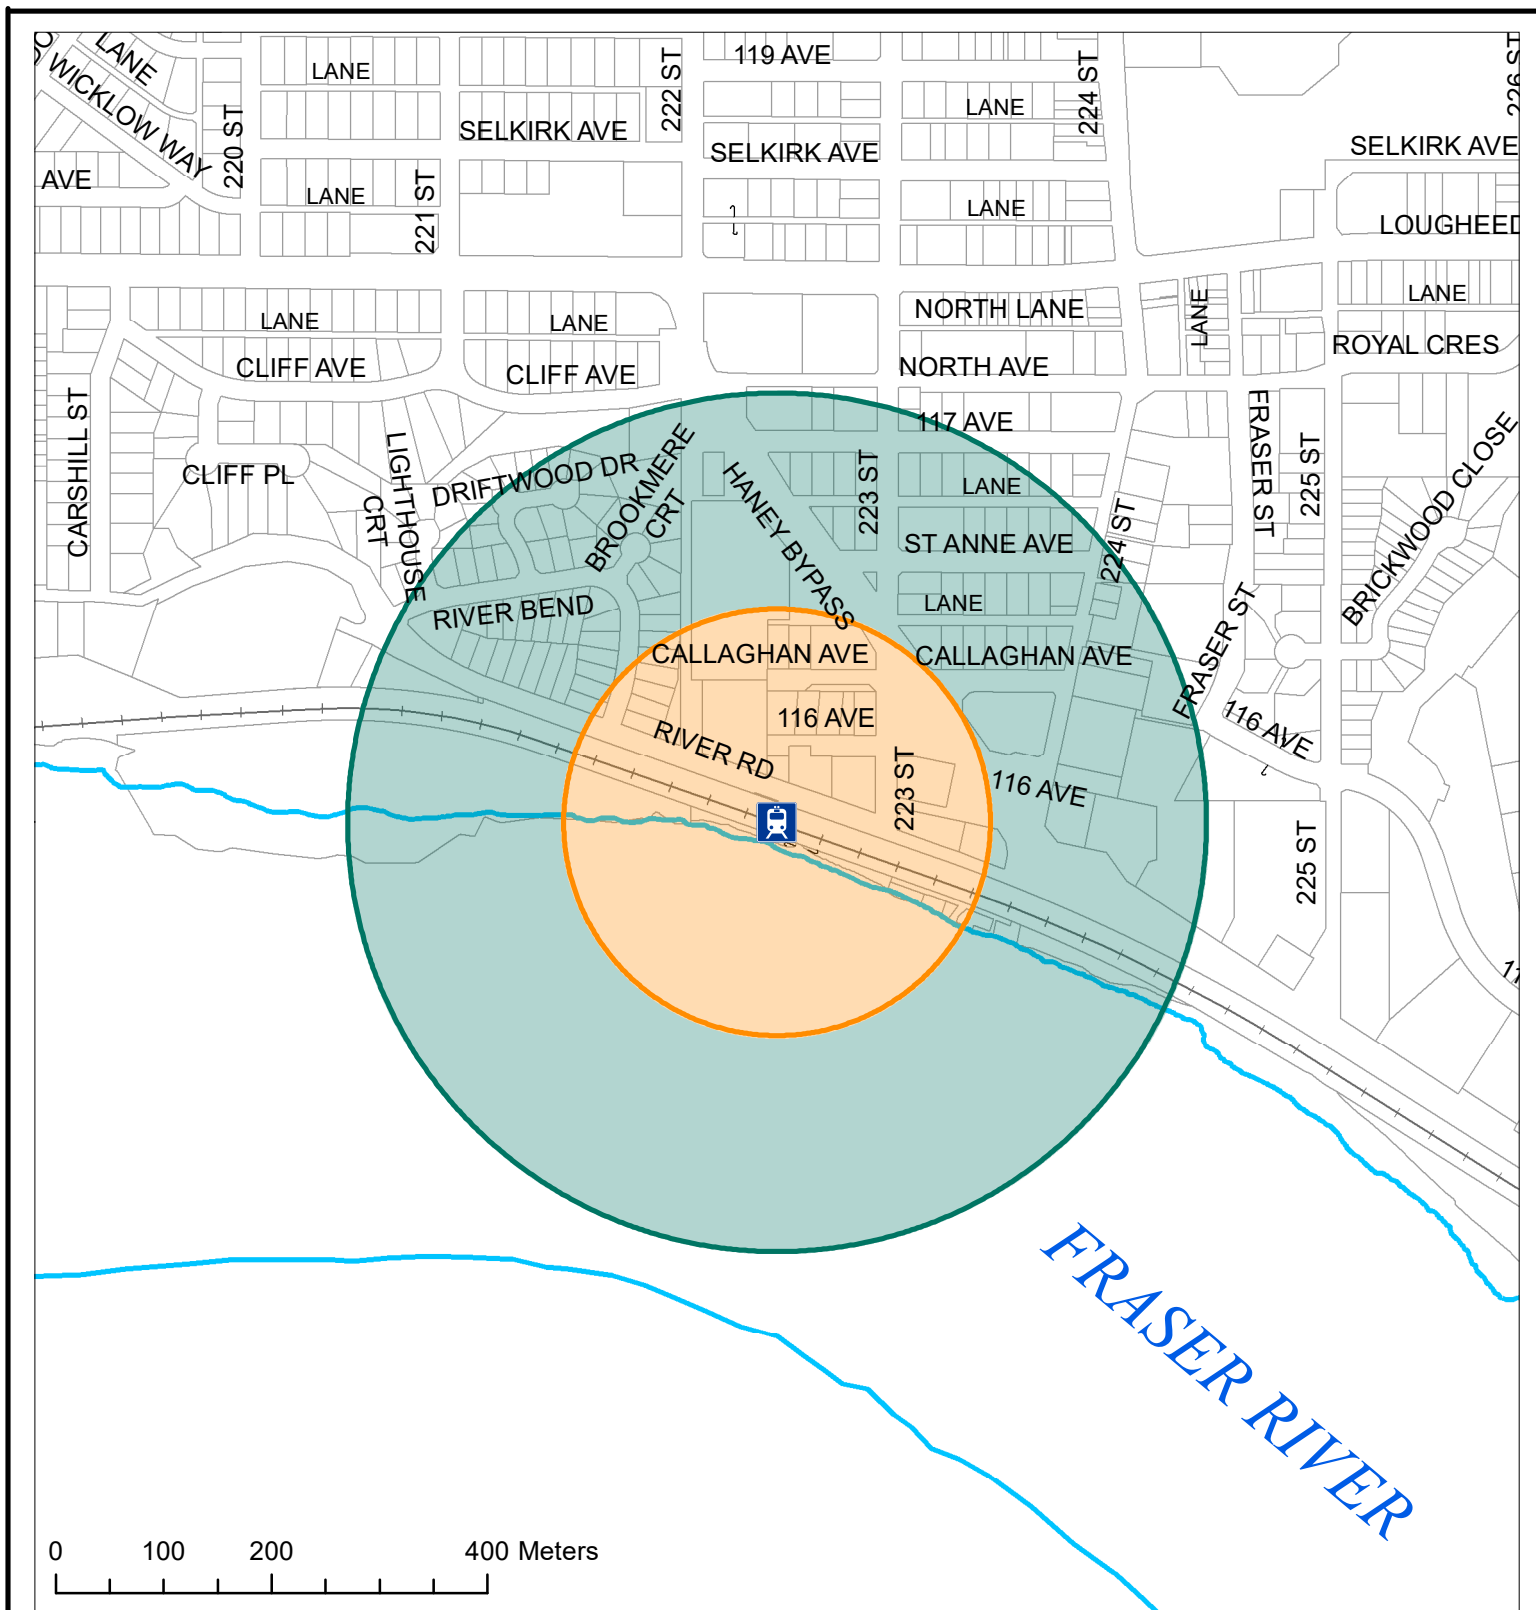 LANE
WICKLOW WAY
AVE
220 ST
LANE
LANE
221 ST
SELKIRK AVE
222 ST
119 AVE
SELKIRK AVE
LANE
LANE
224 ST
226 ST
SELKIRK AVE
LOUGHEED
LANE
ROYAL CRES
NORTH LANE
LANE
NORTH AVE
LANE
CLIFF AVE
LANE
CLIFF AVE
CARSHILL ST
CLIFF PL
LIGHTHOUSE
CRT
DRIFTWOOD DR
BROOKMERE
CRT
RIVER BEND
HANEY BYPASS
117 AVE
223 ST
LANE
ST ANNE AVE
224 ST
LANE
FRASER ST
225 ST
BRICKWOOD CLOSE
CALLAGHAN AVE
CALLAGHAN AVE
FRASER ST
116 AVE
116 AVE
RIVER RD
223 ST
116 AVE
225 ST
FRASER RIVER
0 100 200 400 Meters